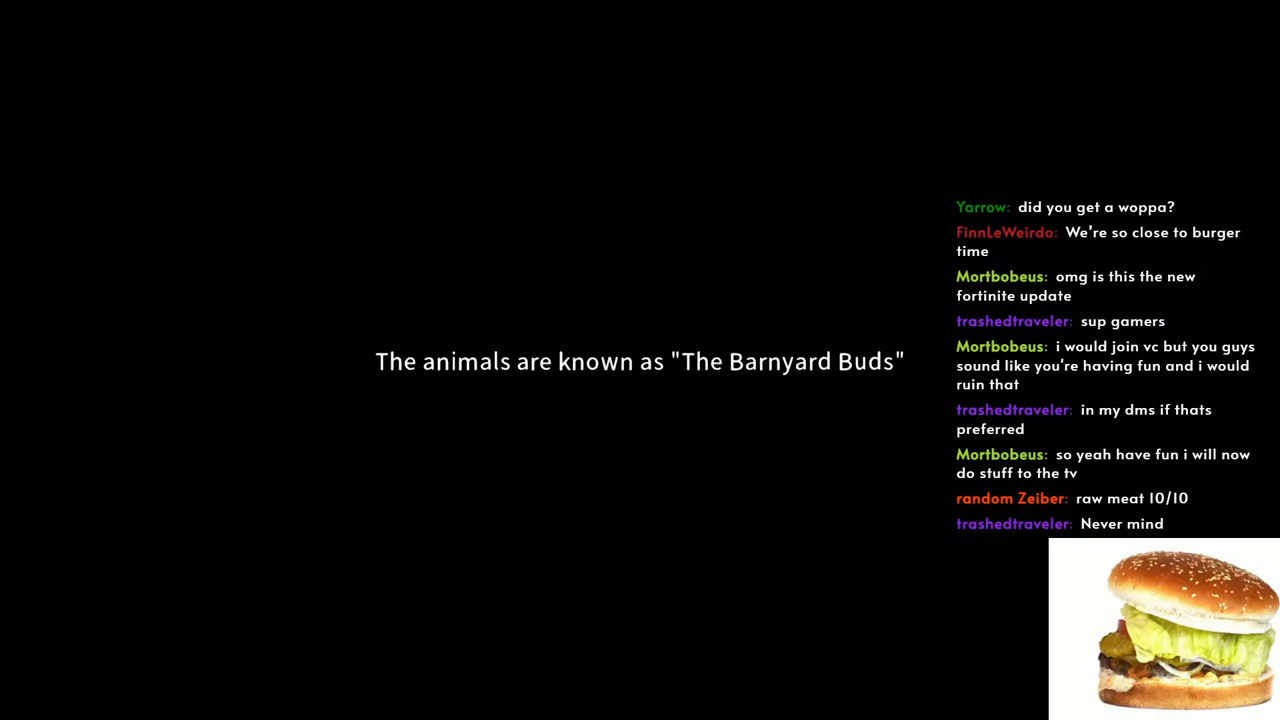 The animals are known as "The Barnyard Buds"
Yarrow: did you get a woppa?
FinnLeWeirdo: We're so close to burger
time
Mortbobeus: omg is this the new
fortinite update
trashedtraveler: sup gamers
Mortbobeus: i would join vc but you guys
sound like you're having fun and i would
ruin that
trashedtraveler: in my dms if thats
preferred
Mortbobeus: so yeah have fun i will now
do stuff to the tv
random Zeiber: raw meat 10/10
trashedtraveler: Never mind